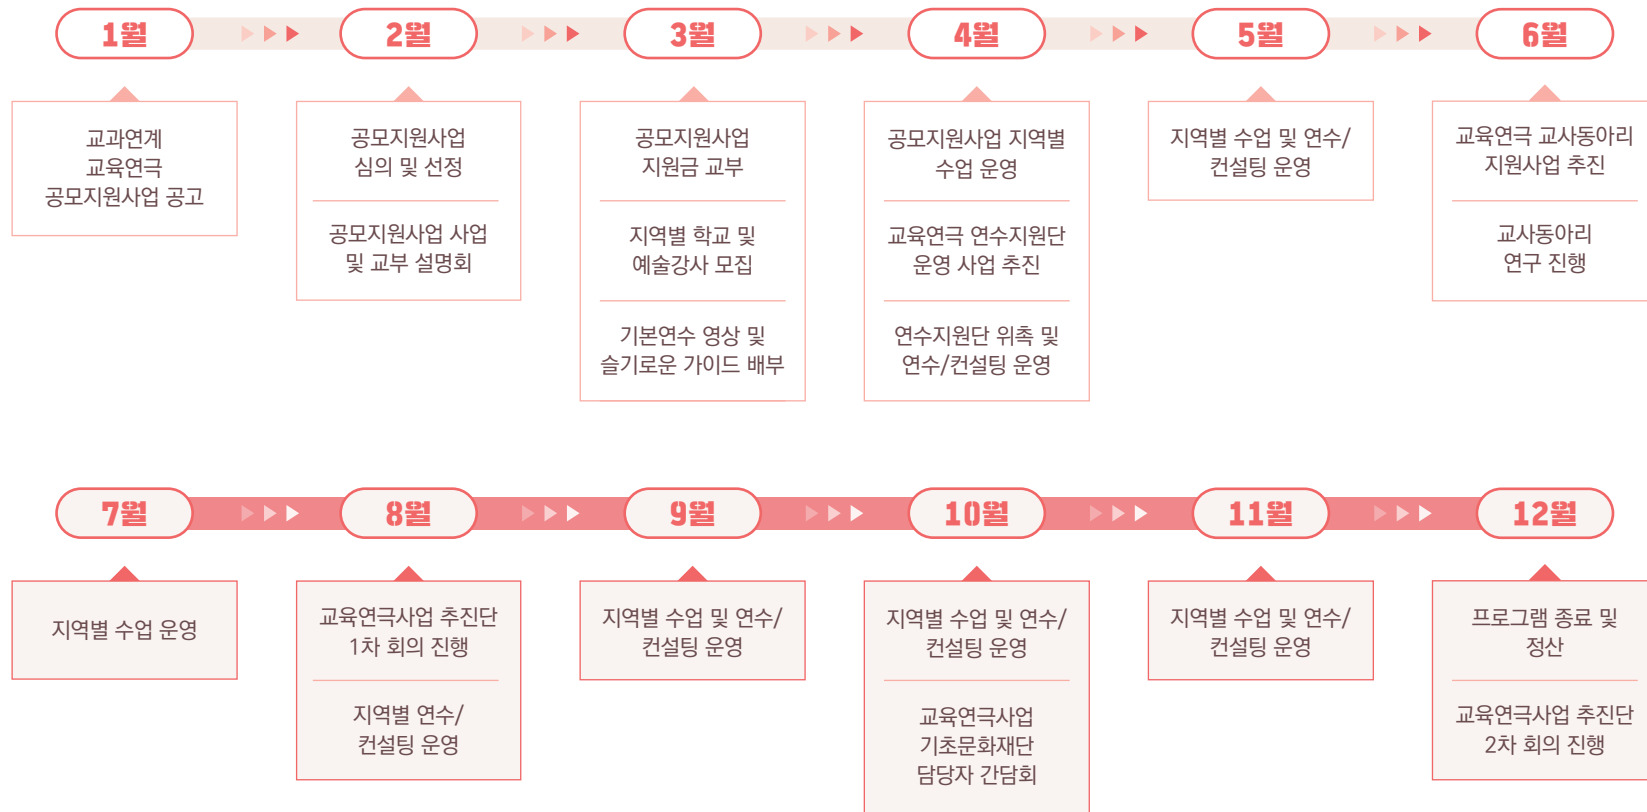 1월
2월
3월
4월
5월
6월
교과연계
교육연극
공모지원사업 공고
공모지원사업
심의 및 선정
공모지원사업 사업
및 교부 설명회
공모지원사업
지원금 교부
지역별 학교 및
예술강사 모집
기본연수 영상 및
슬기로운 가이드 배부
공모지원사업 지역별
수업 운영
교육연극 연수지원단
운영 사업 추진
연수지원단 위촉 및
연수/컨설팅 운영
지역별 수업 및 연수/
컨설팅 운영
교육연극 교사동아리
지원사업 추진
교사동아리
연구 진행
7월
8월
9월
10월
11월
12월
지역별 수업 운영
교육연극사업 추진단
1차 회의 진행
지역별 연수/
컨설팅 운영
지역별 수업 및 연수/
컨설팅 운영
지역별 수업 및 연수/
컨설팅 운영
교육연극사업
기초문화재단
담당자 간담회
지역별 수업 및 연수/
컨설팅 운영
프로그램 종료 및
정산
교육연극사업 추진단
2차 회의 진행